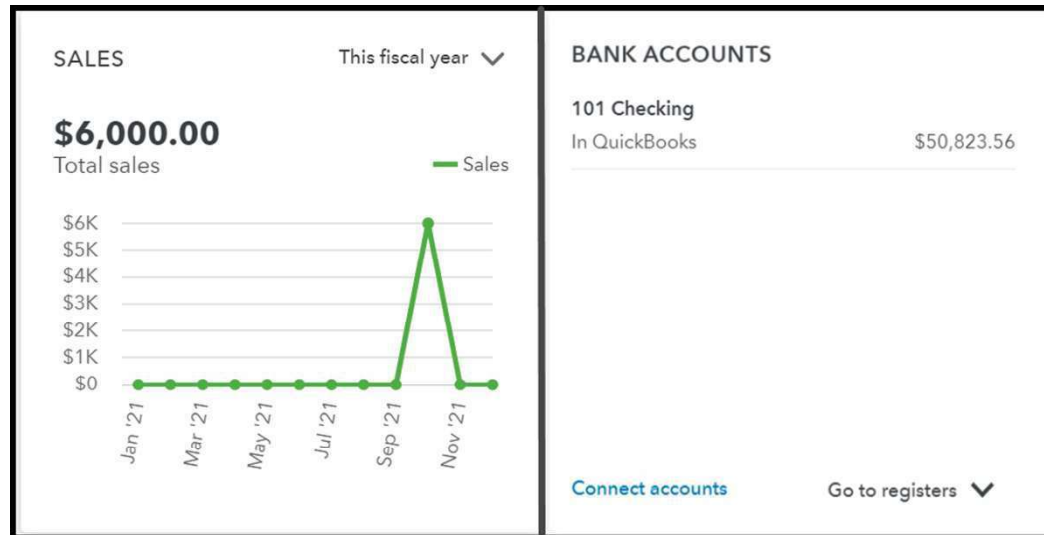 SALES
This fiscal year
$6,000.00
Total sales
Sales
$6K
$5K
$4K
$3K
$2K
$1K
$0
Jan '21
Mar '21
May '21
Jul '21
Sep '21
Nov '21
BANK ACCOUNTS
101 Checking
In QuickBooks $50,823.56
Connect accounts
Go to registers